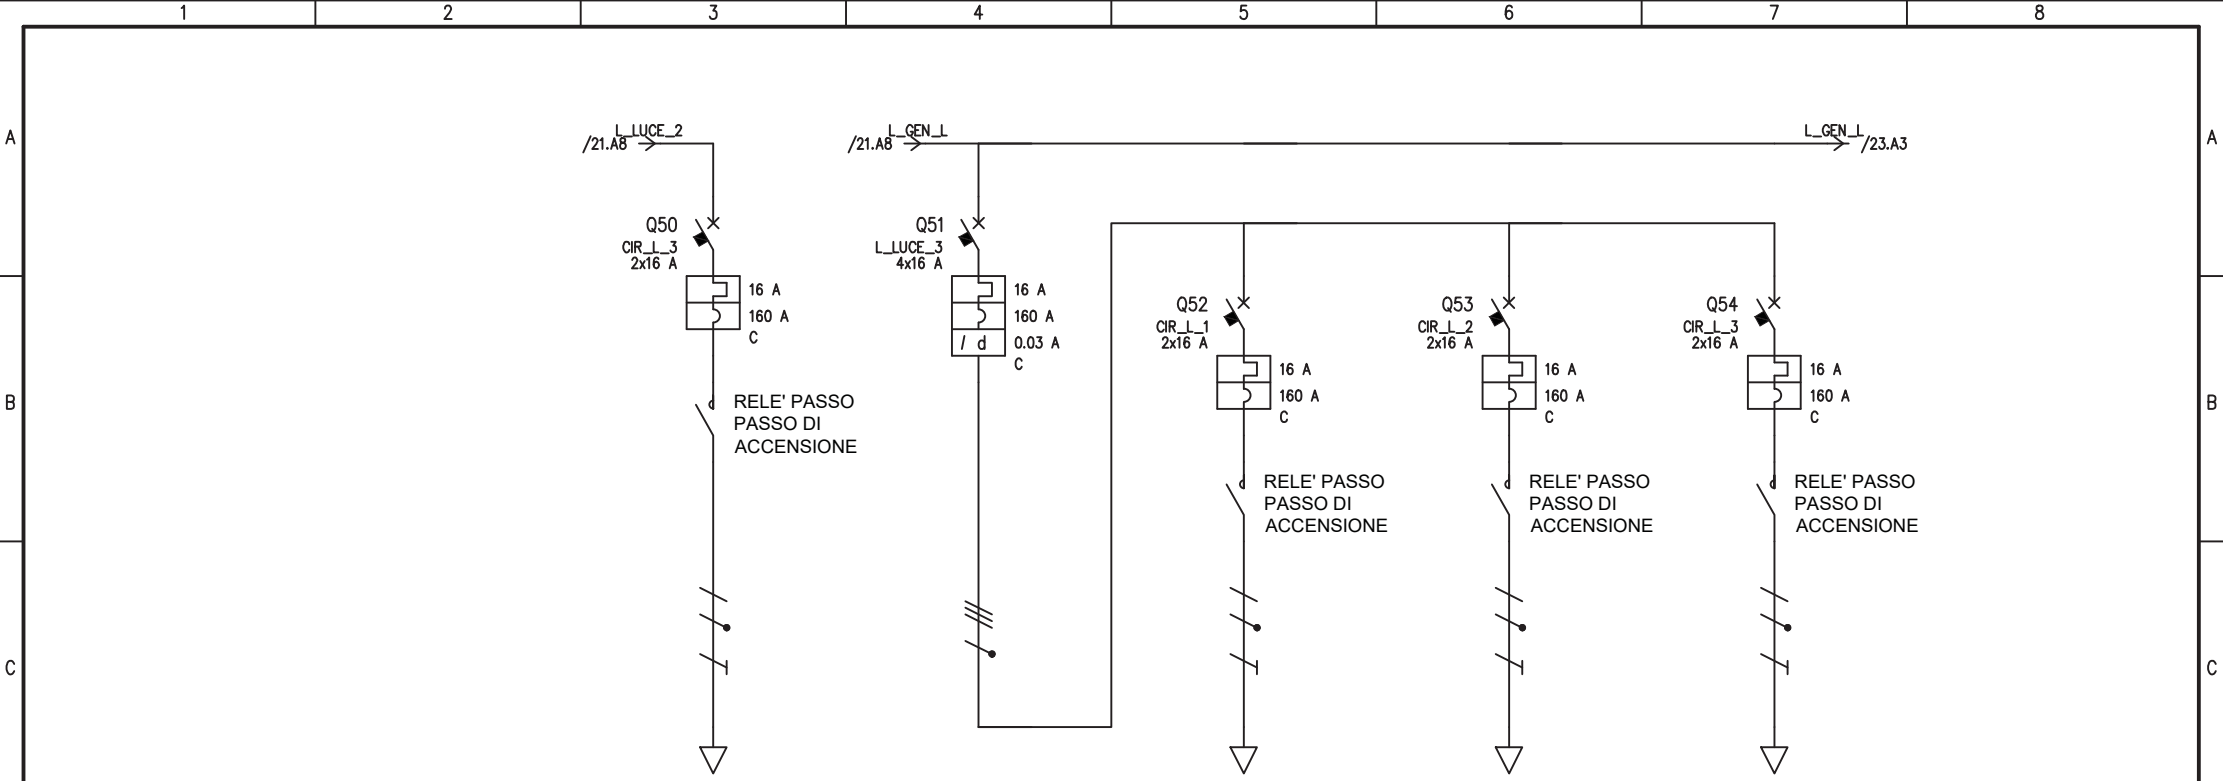 1 2 3 4 5 6 7 8
A A
L_LUCE_2
/21.A8
L_GEN_L
/21.A8
L_GEN_L
/23.A3
Q50
CIR_L_3
2x16 A
16 A
160 A
C
RELE' PASSO
PASSO DI
ACCENSIONE
Q51
L_LUCE_3
4x16 A
16 A
160 A
I d
0.03 A
C
Q52
CIR_L_1
2x16 A
16 A
160 A
C
RELE' PASSO
PASSO DI
ACCENSIONE
Q53
CIR_L_2
2x16 A
16 A
160 A
C
RELE' PASSO
PASSO DI
ACCENSIONE
Q54
CIR_L_3
2x16 A
16 A
160 A
C
RELE' PASSO
PASSO DI
ACCENSIONE
B B
C C